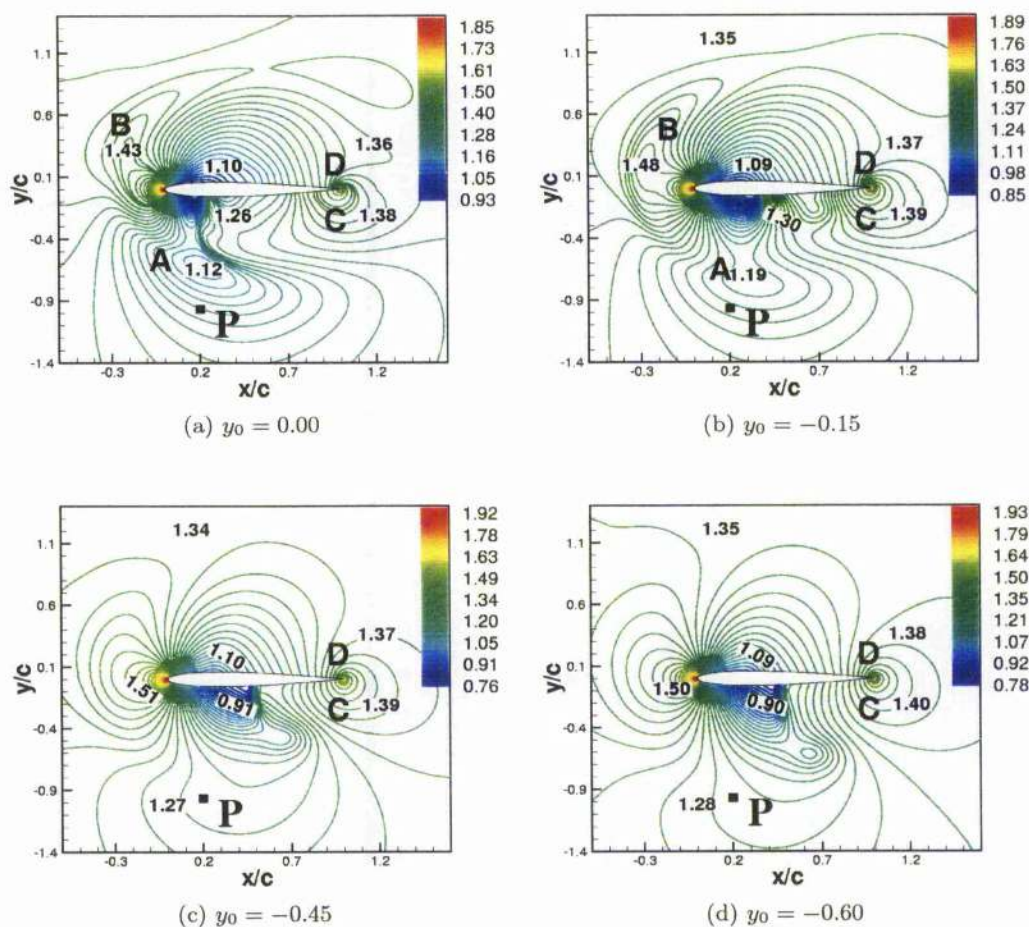 1.85
1.73
1.61
1.50
1.40
1.28
1.16
1.05
0.93
1.1
0.6
0.1
-0.4
-0.9
-1.4
y/c
B
1.43
1.10
1.36
D
1.26
1.38
C
A
1.12
P
-0.3 0.2 0.7 1.2
x/c
(a) y₀ = 0.00
1.89
1.76
1.63
1.50
1.37
1.24
1.11
0.98
0.85
1.35
1.1
0.6
0.1
-0.4
-0.9
-1.4
y/c
B
1.48
1.09
1.37
D
1.30
1.39
C
A
1.19
P
-0.3 0.2 0.7 1.2
x/c
(b) y₀ = −0.15
1.92
1.78
1.63
1.49
1.34
1.20
1.05
0.91
0.76
1.34
1.1
0.6
0.1
-0.4
-0.9
-1.4
y/c
1.10
1.37
D
1.57
0.91
1.39
C
1.27
P
-0.3 0.2 0.7 1.2
x/c
(c) y₀ = −0.45
1.93
1.78
1.64
1.50
1.35
1.21
1.07
0.92
0.78
1.35
1.1
0.6
0.1
-0.4
-0.9
-1.4
y/c
1.09
1.38
D
1.50
0.90
1.40
C
1.28
P
-0.3 0.2 0.7 1.2
x/c
(d) y₀ = −0.60